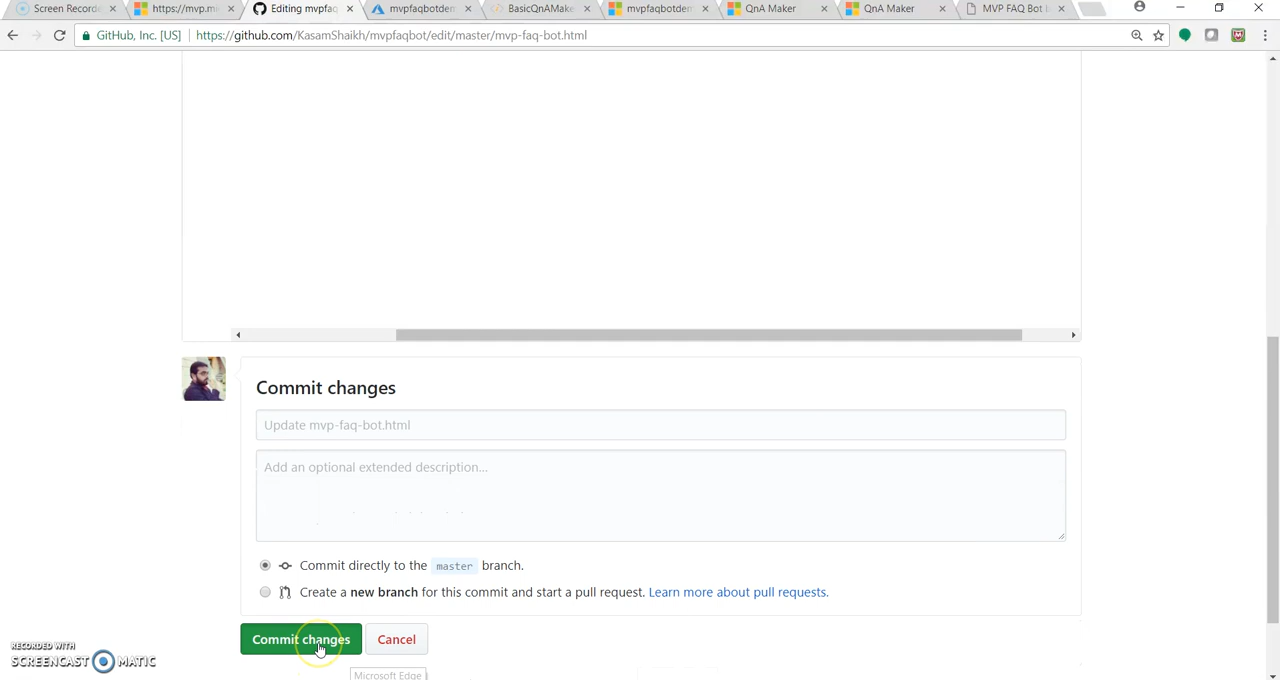 Screen Recorda
https://mvp.mi
Editing mvpfaq
mvpfaqbotdem
BasicQnAMake
mvpfaqbotdem
QnA Maker
QnA Maker
MVP FAQ Bot
GitHub, Inc. [US]
https://github.com/KasamShaikh/mvpfaqbot/edit/master/mvp-faq-bot.html
Commit changes
Update mvp-faq-bot.html
Add an optional extended description...
Commit directly to the master branch.
Create a new branch for this commit and start a pull request. Learn more about pull requests.
Commit changes
Cancel
RECORDED WITH
SCREENCAST MATIC
Microsoft Edge